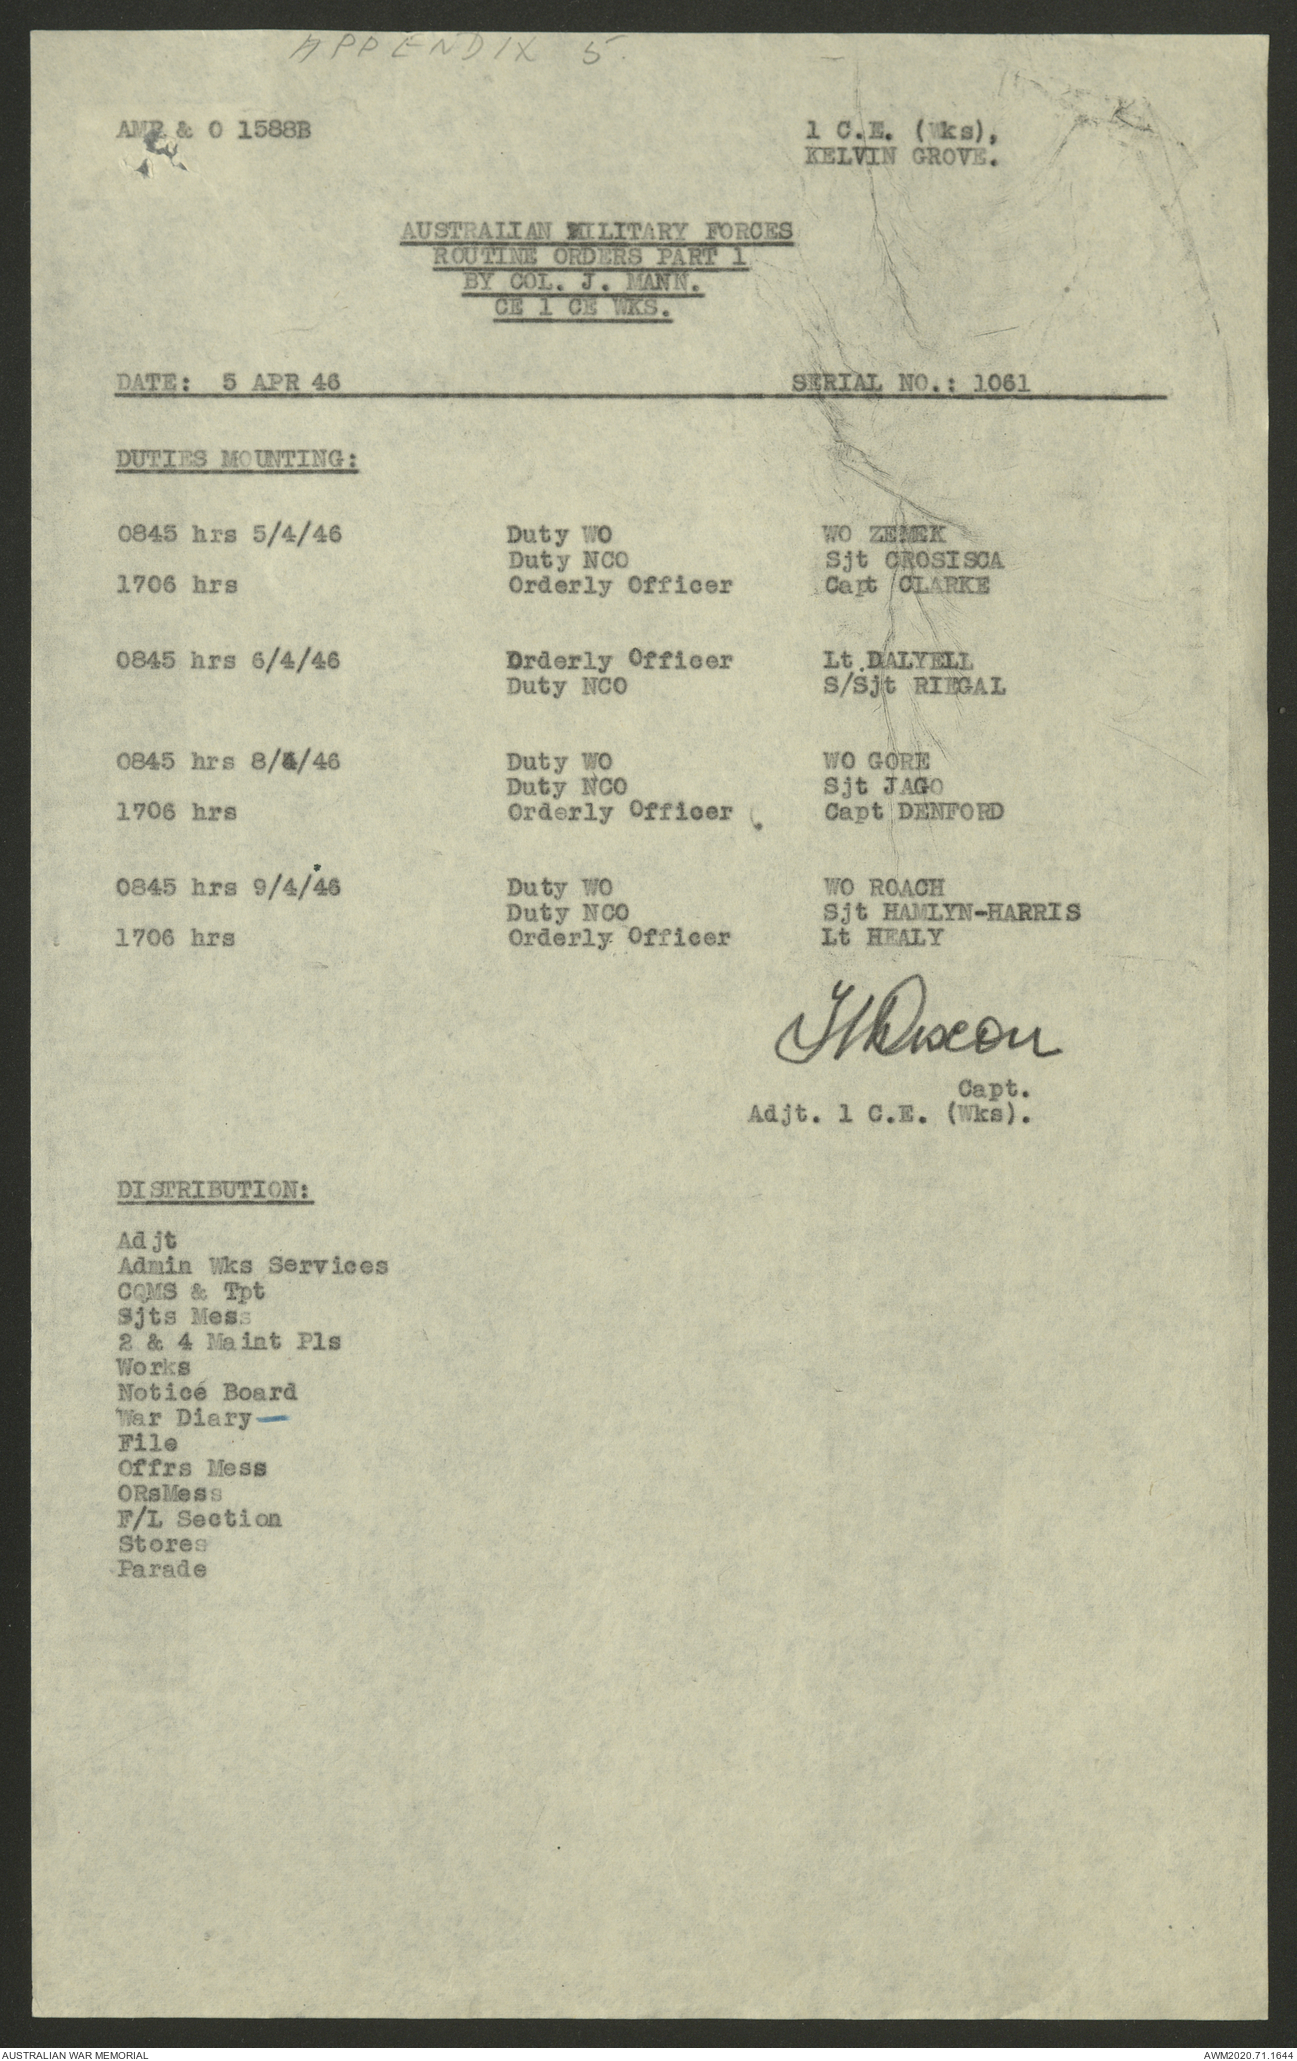 APPENDIX 5.
AMR & O 1588B
1 C.E. (Wks),
KELVIN GROVE.
AUSTRALIAN MILITARY FORCES
ROUTINE ORDERS PART 1
BY COL. J. MANN.
CE 1 CE WKS.
DATE: 5 APR 46 SERIAL NO.: 1061
DUTIES MOUNTING:
0845 hrs 5/4/46 Duty WO WO ZEMEK
Duty NCO Sjt CROSISCA
1706 hrs Orderly Officer Capt CLARKE
0845 hrs 6/4/46 Orderly Officer Lt DALYELL
Duty NCO S/Sjt RIEGAL
0845 hrs 8/4/46 Duty WO WO GORE
Duty NCO Sjt JAGO
1706 hrs Orderly Officer Capt DENFORD
0845 hrs 9/4/46 Duty WO WO ROACH
Duty NCO Sjt HAMLYN-HARRIS
1706 hrs Orderly Officer Lt HEALY
Capt.
Adjt. 1 C.E. (Wks).
DISTRIBUTION:
Adjt
Admin Wks Services
CQMS & Tpt
Sjts Mess
2 & 4 Maint Pls
Works
Notice Board
War Diary —
File
Offrs Mess
ORsMess
F/L Section
Stores
Parade
AUSTRALIAN WAR MEMORIAL
AWM2020.71.1644